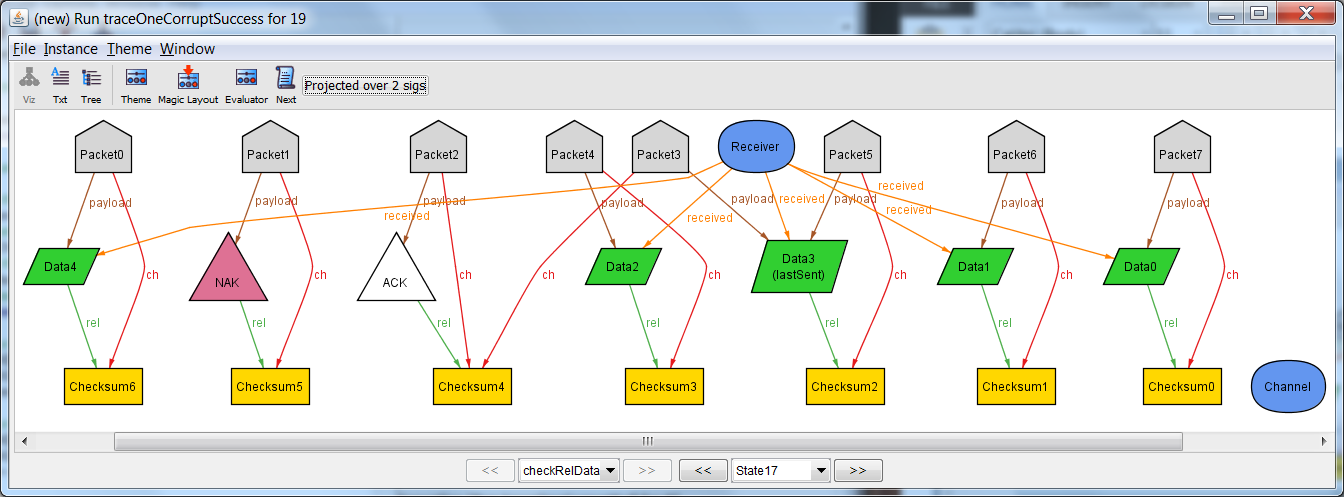 (new) Run traceOneCorruptSuccess for 19
File Instance Theme Window
Viz Txt Tree Theme Magic Layout Evaluator Next Projected over 2 sigs
Packet0 Packet1 Packet2 Packet4 Packet3 Receiver Packet5 Packet6 Packet7
payload payload payload payload payload received payload received payload received payload
received received
Data4 NAK ch ACK ch ch Data2 ch Data3 ch Data1 ch Data0 ch
(lastSent)
rel rel rel rel rel rel rel
Checksum6 Checksum5 Checksum4 Checksum3 Checksum2 Checksum1 Checksum0 Channel
<< checkRelData >> << State17 >>